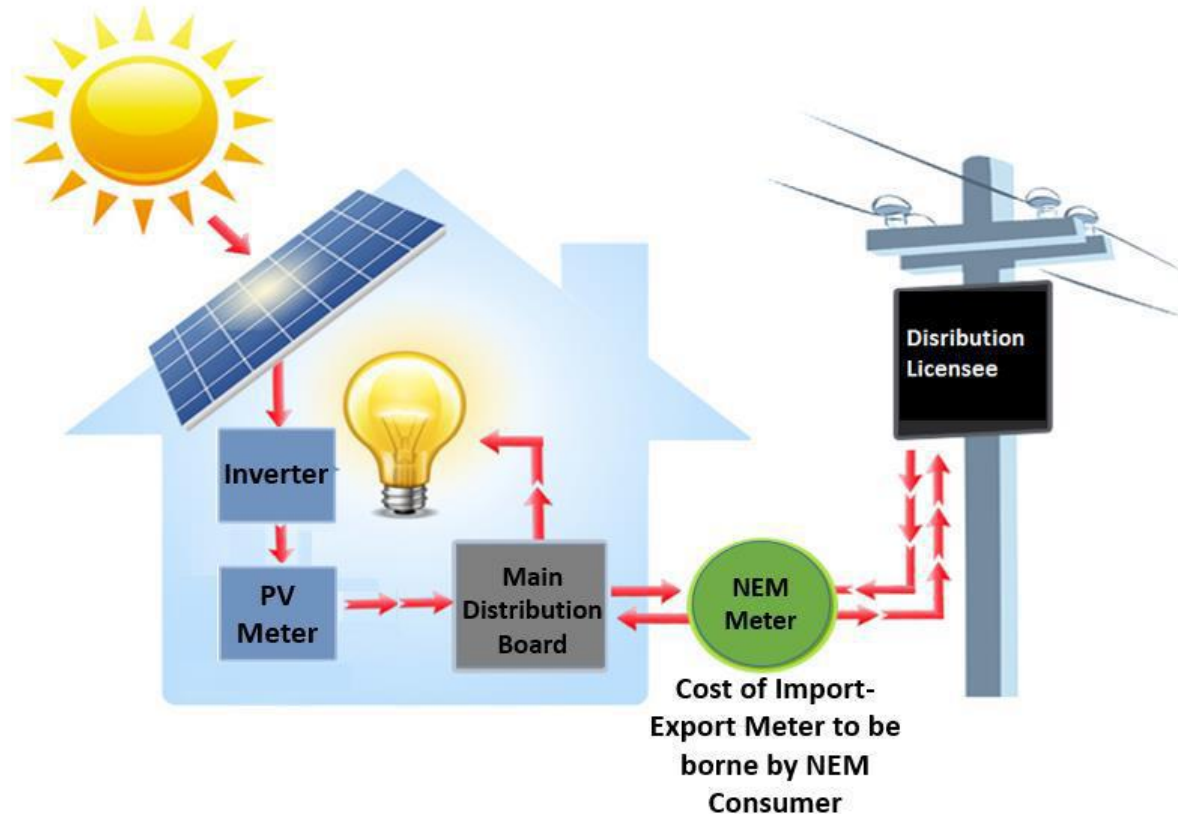 Disribution
Licensee
Inverter
PV
Meter
Main
Distribution
Board
NEM
Meter
Cost of Import-
Export Meter to be
borne by NEM
Consumer